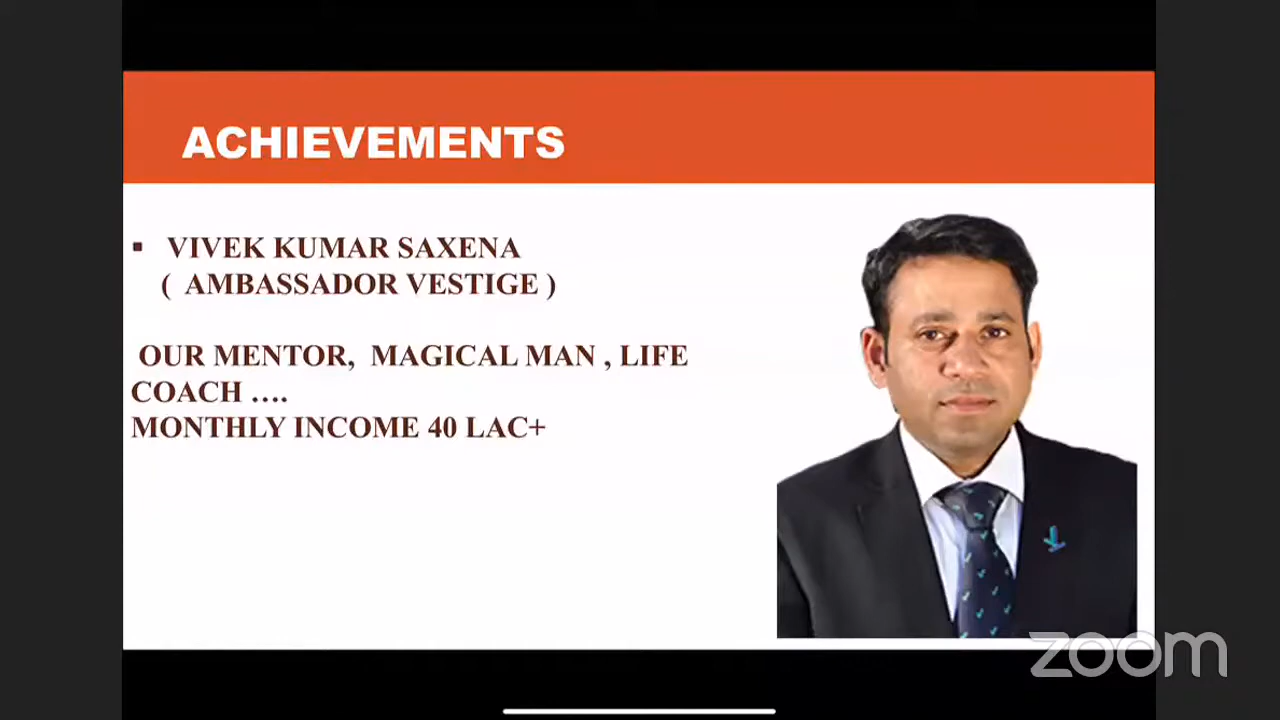 ACHIEVEMENTS
▪ VIVEK KUMAR SAXENA
( AMBASSADOR VESTIGE )
OUR MENTOR, MAGICAL MAN , LIFE
COACH ....
MONTHLY INCOME 40 LAC+
zoom